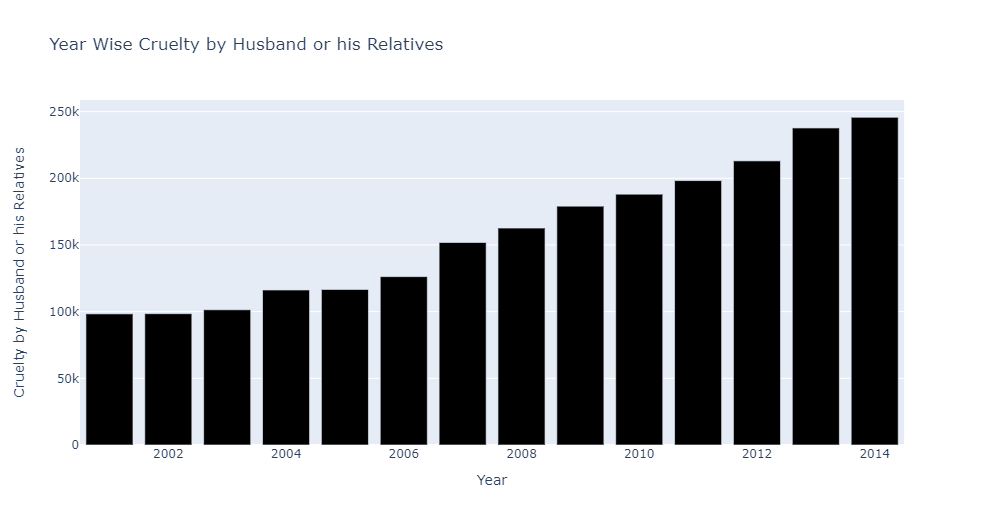 Year Wise Cruelty by Husband or his Relatives
250k
200k
150k
100k
50k
0
Cruelty by Husband or his Relatives
2002
2004
2006
2008
2010
2012
2014
Year